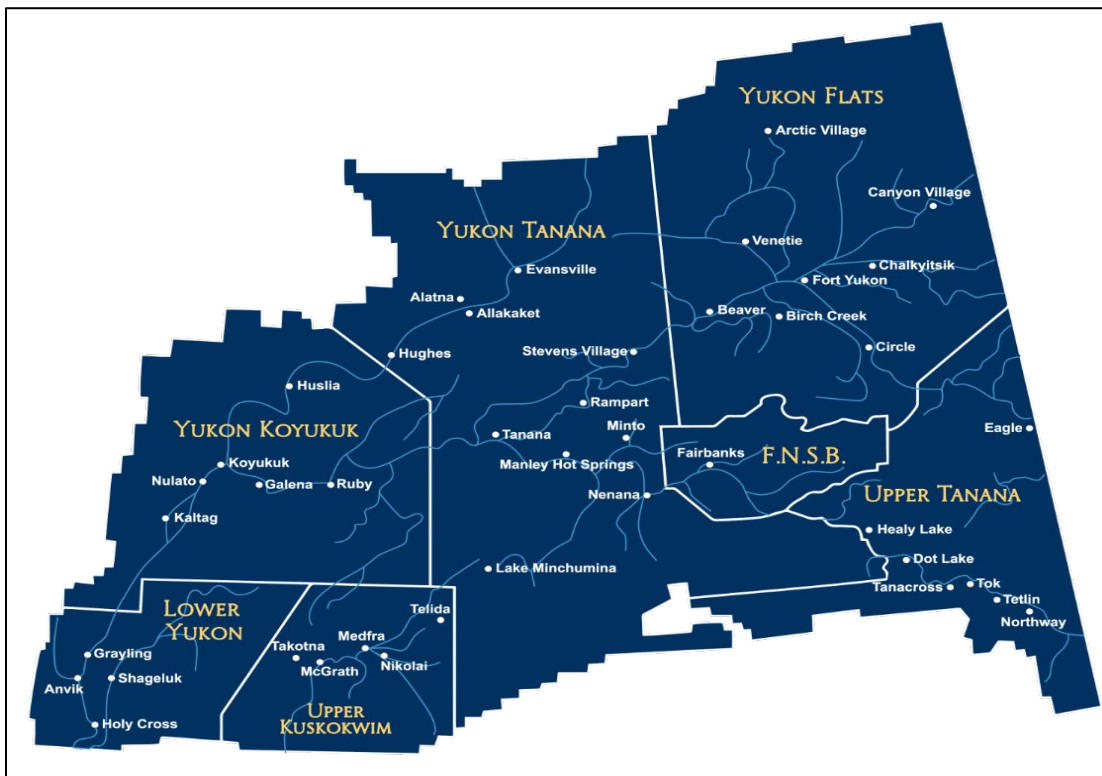 YUKON FLATS
Arctic Village
Canyon Village
YUKON TANANA
Venetie
Evansville
Chalkyitsik
Fort Yukon
Alatna
Allakaket
Beaver
Birch Creek
Stevens Village
Circle
Hughes
Huslia
Rampart
YUKON KOYUKUK
Tanana
Minto
Eagle
Fairbanks
F.N.S.B.
Manley Hot Springs
Koyukuk
Nulato
Galena
Ruby
Nenana
UPPER TANANA
Kaltag
Healy Lake
Dot Lake
Lake Minchumina
Tanacross
Tok
Tetlin
Northway
LOWER
YUKON
Telida
Medfra
Takotna
Grayling
McGrath
Nikolai
Anvik
Shageluk
UPPER
KUSKOKWIM
Holy Cross